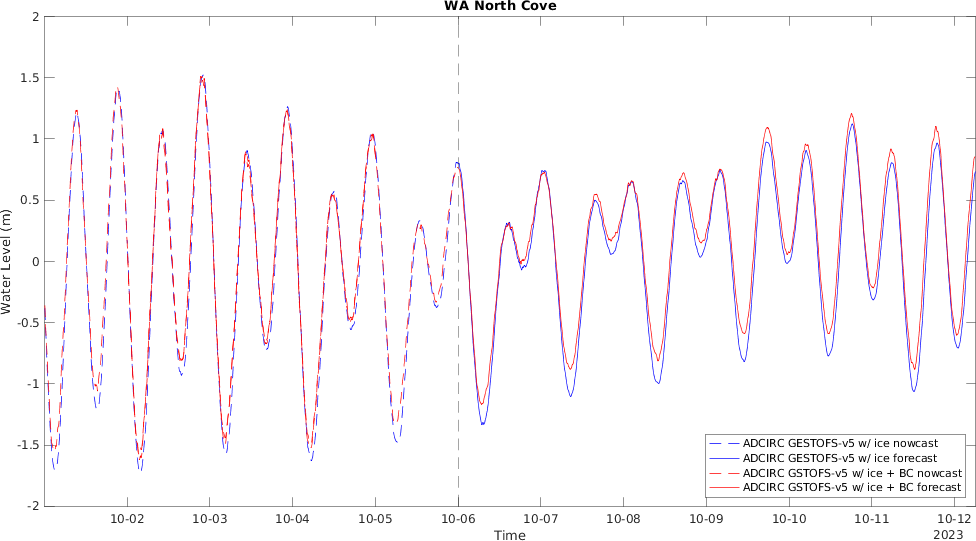 WA North Cove
2
1.5
1
0.5
0
-0.5
-1
-1.5
-2
Water Level (m)
ADCIRC GESTOFS-v5 w/ ice nowcast
ADCIRC GESTOFS-v5 w/ ice forecast
ADCIRC GSTOFS-v5 w/ ice + BC nowcast
ADCIRC GSTOFS-v5 w/ ice + BC forecast
10-02 10-03 10-04 10-05 10-06 10-07 10-08 10-09 10-10 10-11 10-12
2023
Time